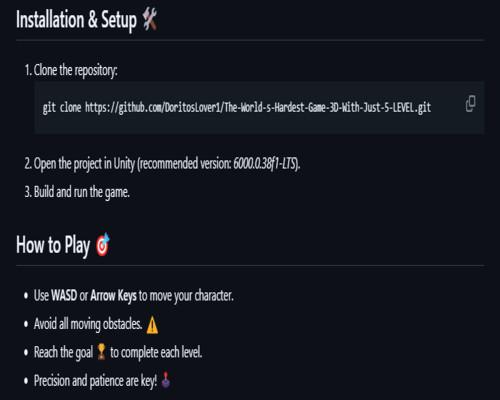 Installation & Setup 🛠️
1. Clone the repository:
git clone https://github.com/DoritosLover1/The-World-s-Hardest-Game-3D-With-Just-5-LEVEL.git
2. Open the project in Unity (recommended version: 6000.0.38f1-LTS).
3. Build and run the game.
How to Play 🎯
• Use WASD or Arrow Keys to move your character.
• Avoid all moving obstacles. ⚠️
• Reach the goal 🏆 to complete each level.
• Precision and patience are key! 🕹️